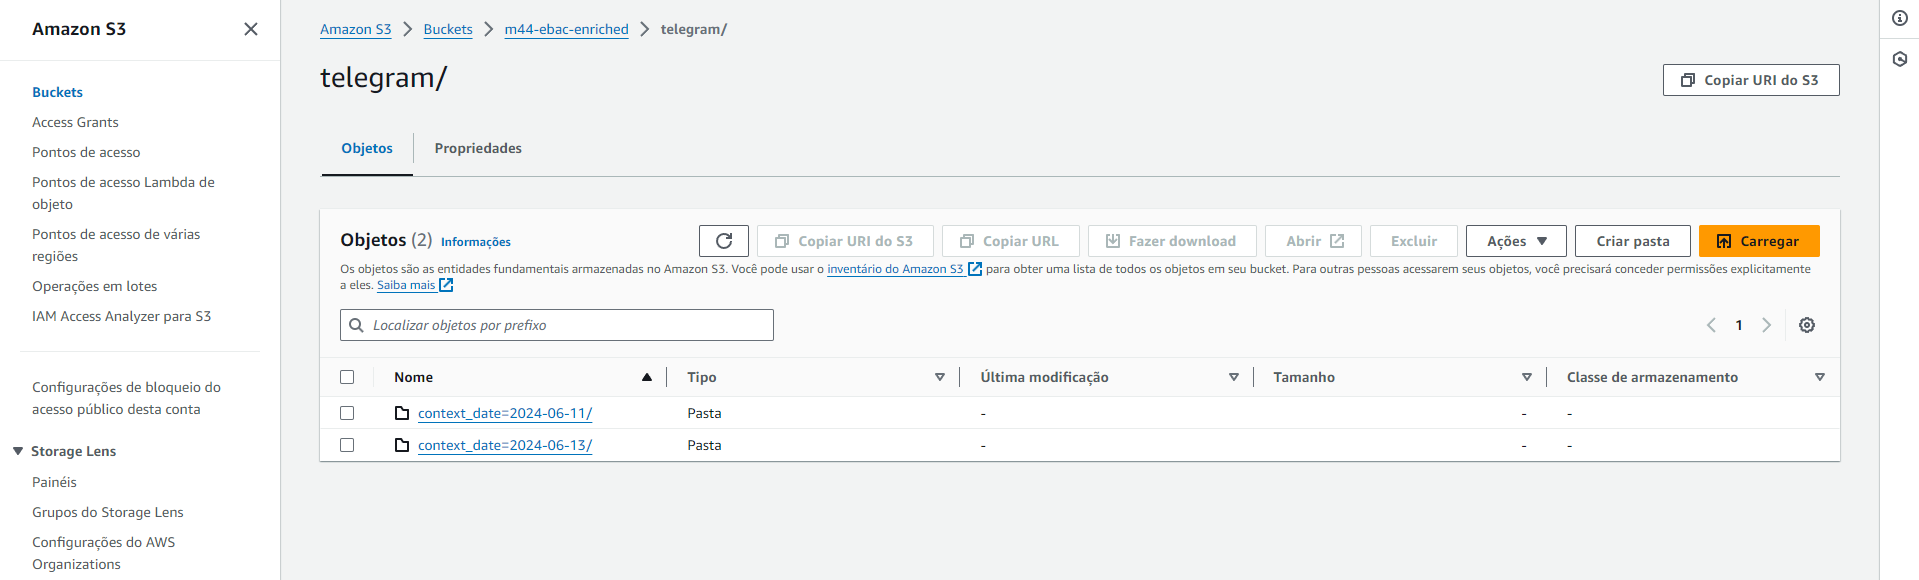 Amazon S3
Buckets
Access Grants
Pontos de acesso
Pontos de acesso Lambda de
objeto
Pontos de acesso de várias
regiões
Operações em lotes
IAM Access Analyzer para S3
Configurações de bloqueio do
acesso público desta conta
Storage Lens
Painéis
Grupos do Storage Lens
Configurações do AWS
Organizations
Amazon S3 Buckets m44-ebac-enriched telegram/
telegram/
Copiar URI do S3
Objetos Propriedades
Objetos (2) Informações
Copiar URI do S3 Copiar URL Fazer download Abrir Excluir Ações Criar pasta Carregar
Os objetos são as entidades fundamentais armazenadas no Amazon S3. Você pode usar o inventário do Amazon S3 para obter uma lista de todos os objetos em seu bucket. Para outras pessoas acessarem seus objetos, você precisará conceder permissões explicitamente
a eles. Saiba mais
Localizar objetos por prefixo
1
Nome Tipo Última modificação Tamanho Classe de armazenamento
context_date=2024-06-11/ Pasta - - -
context_date=2024-06-13/ Pasta - - -